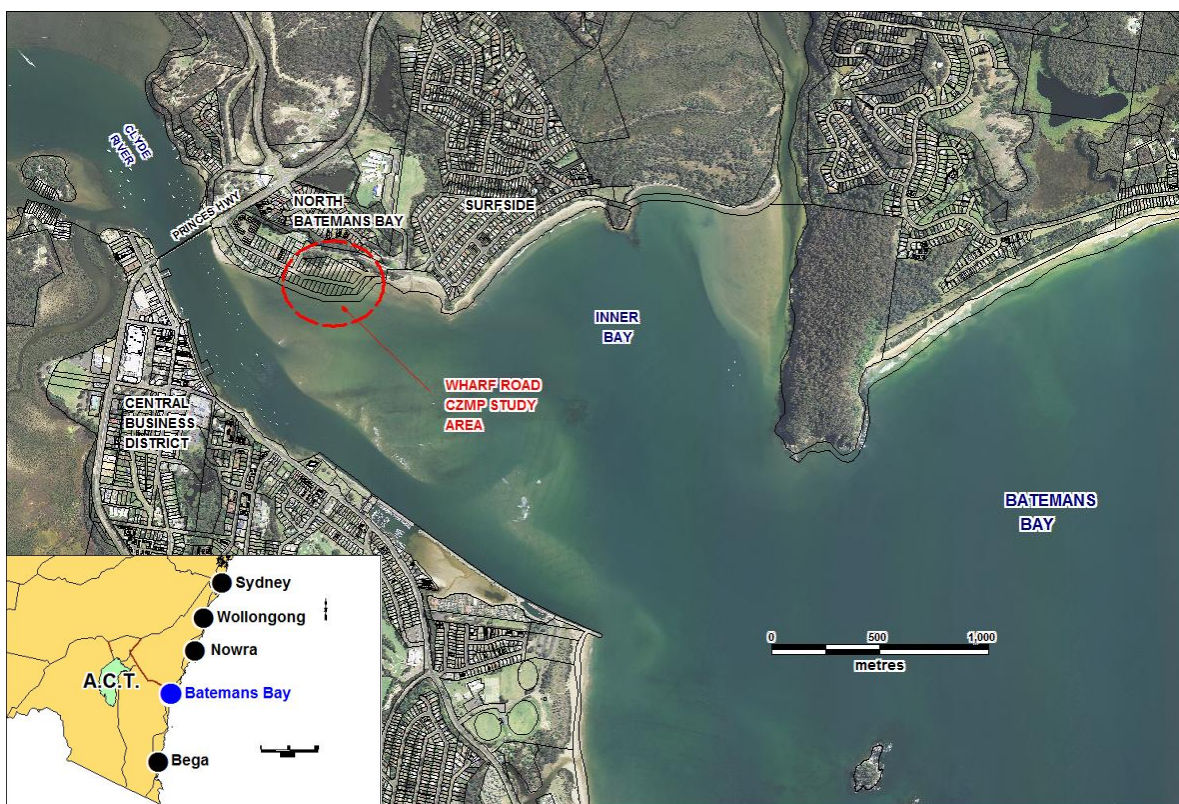 CLYDE
RIVER
PRINCES HWY
NORTH
BATEMANS BAY
SURFSIDE
INNER
BAY
WHARF ROAD
CZMP STUDY
AREA
CENTRAL
BUSINESS
DISTRICT
BATEMANS
BAY
0 500 1,000
metres
Sydney
Wollongong
Nowra
A.C.T.
Batemans Bay
Bega